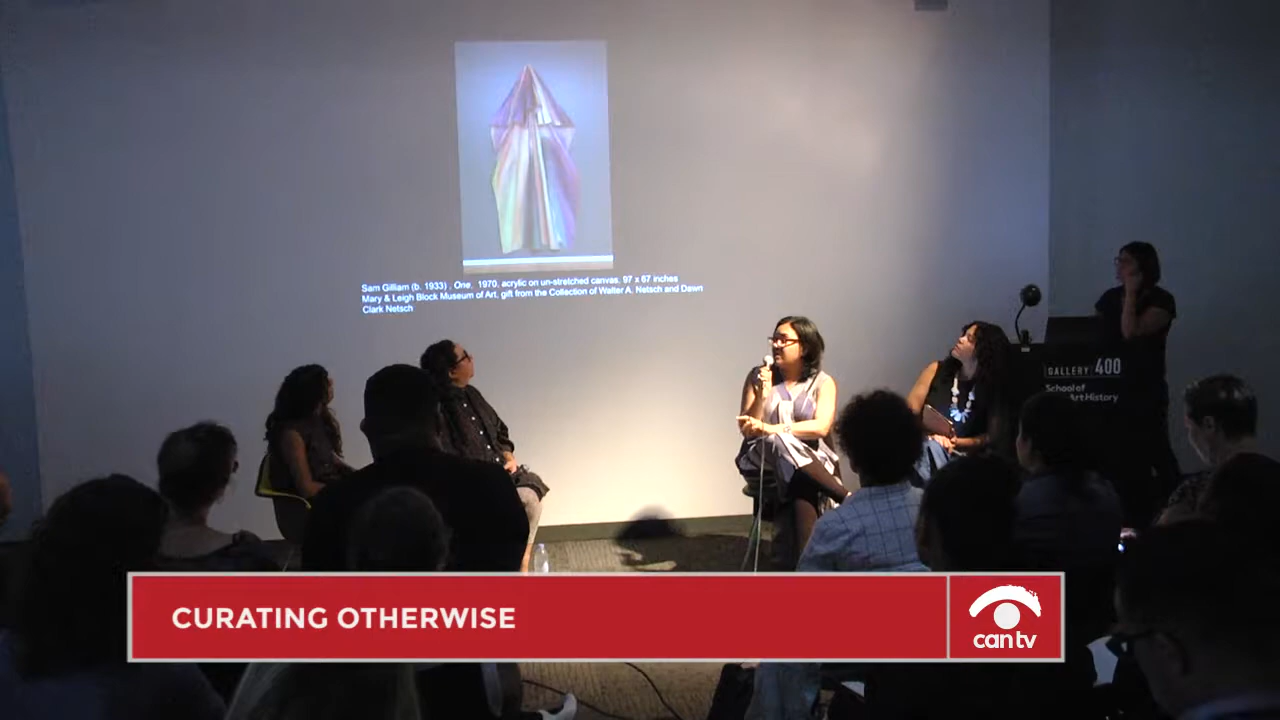 Sam Gilliam (b. 1933) , One, 1970, acrylic on un-stretched canvas, 97 x 67 inches
Mary & Leigh Block Museum of Art, gift from the Collection of Walter A. Netsch and Dawn
Clark Netsch
GALLERY 400
School of
Art History
CURATING OTHERWISE
can tv